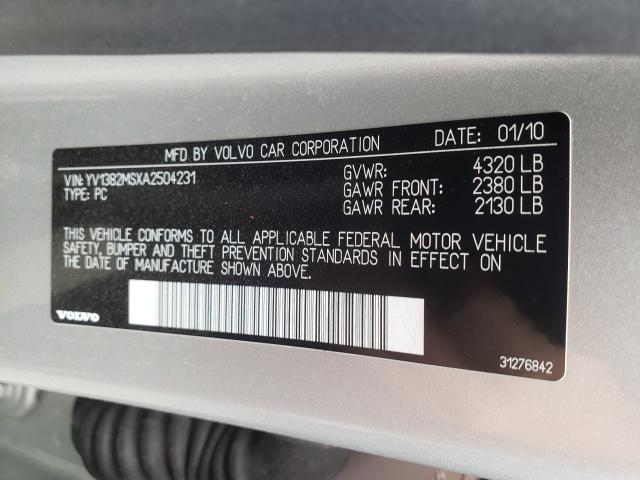 MFD BY VOLVO CAR CORPORATION DATE: 01/10
VIN: YV1382MSXA2504231
TYPE: PC
GVWR: 4320 LB
GAWR FRONT: 2380 LB
GAWR REAR: 2130 LB
THIS VEHICLE CONFORMS TO ALL APPLICABLE FEDERAL MOTOR VEHICLE
SAFETY, BUMPER AND THEFT PREVENTION STANDARDS IN EFFECT ON
THE DATE OF MANUFACTURE SHOWN ABOVE.
VOLVO
31276842